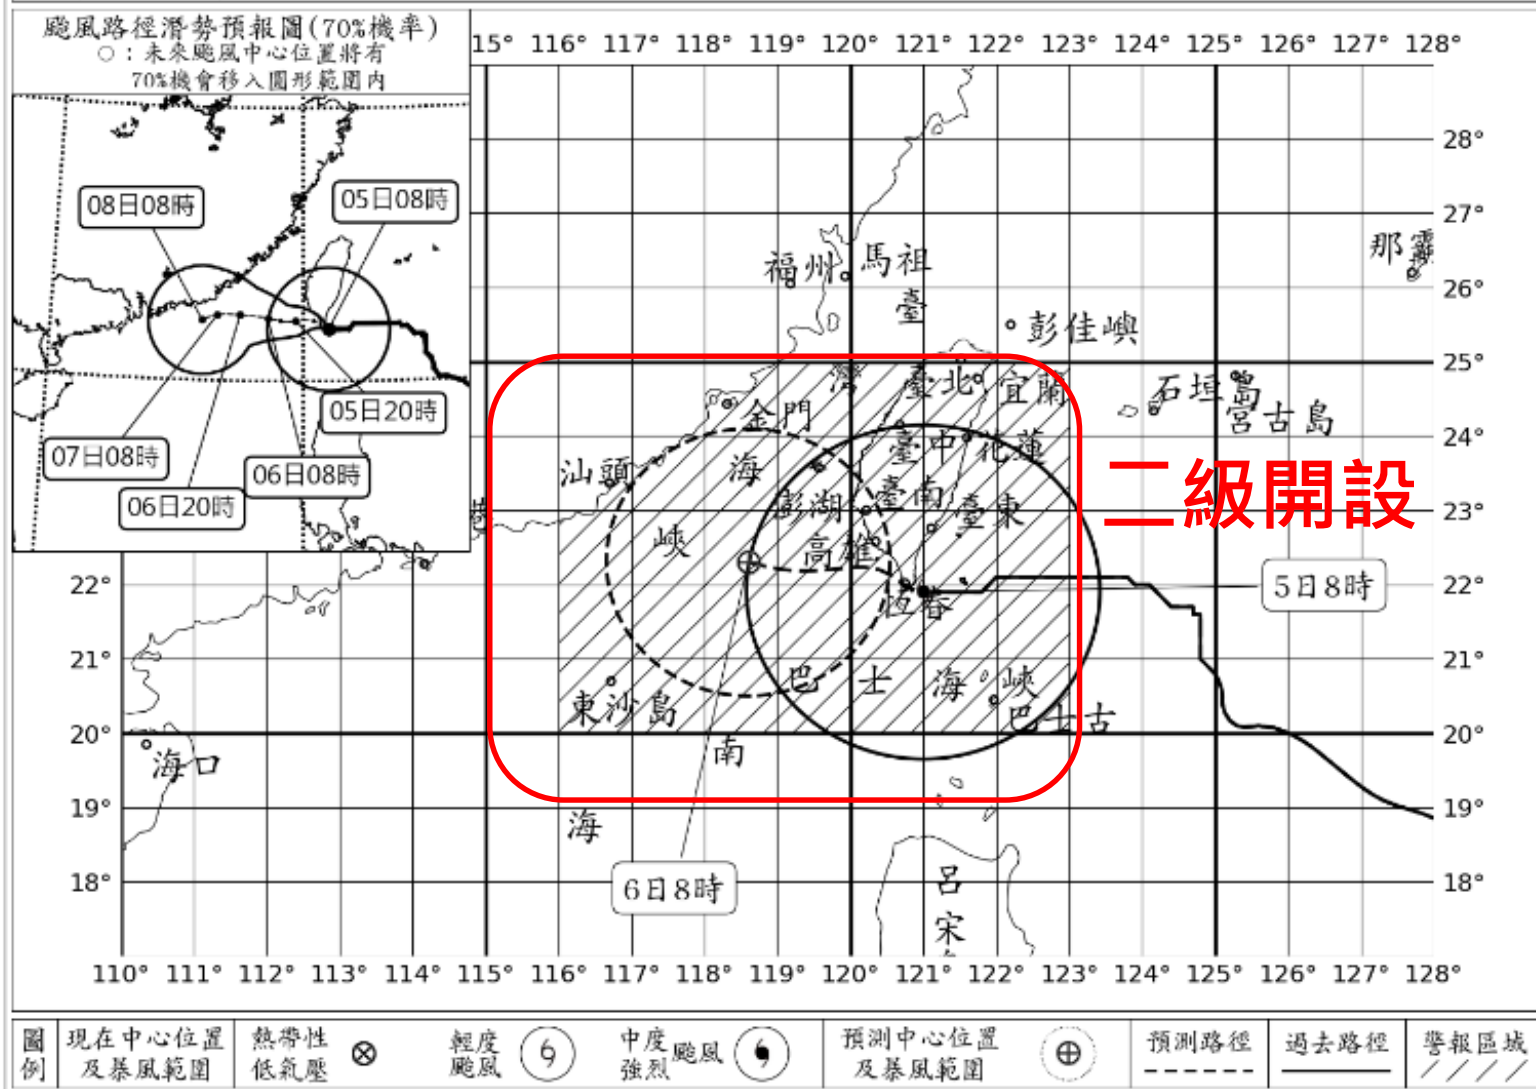 颱風路徑潛勢預報圖(70%機率)
○:未來颱風中心位置將有
70%機會移入圓形範圍內
08日08時
05日08時
05日20時
07日08時
06日08時
06日20時
15° 116° 117° 118° 119° 120° 121° 122° 123° 124° 125° 126° 127° 128°
28°
27°
那霸
福州
馬祖
26°
臺
彭佳嶼
25°
灣
臺北
宜蘭
石垣島
宮古島
金門
24°
臺中
花蓮
汕頭
海
二級開設
澎湖
臺南
臺東
23°
峽
高雄
22°
恆春
22°
5日8時
21°
巴士海峽
21°
東沙島
巴士古
20°
20°
南
海口
19°
19°
海
18°
6日8時
呂
18°
宋
110° 111° 112° 113° 114° 115° 116° 117° 118° 119° 120° 121° 122° 123° 124° 125° 126° 127° 128°
圖例
現在中心位置及暴風範圍
熱帶性低氣壓
輕度颱風
中度強烈颱風
預測中心位置及暴風範圍
預測路徑
過去路徑
警報區域